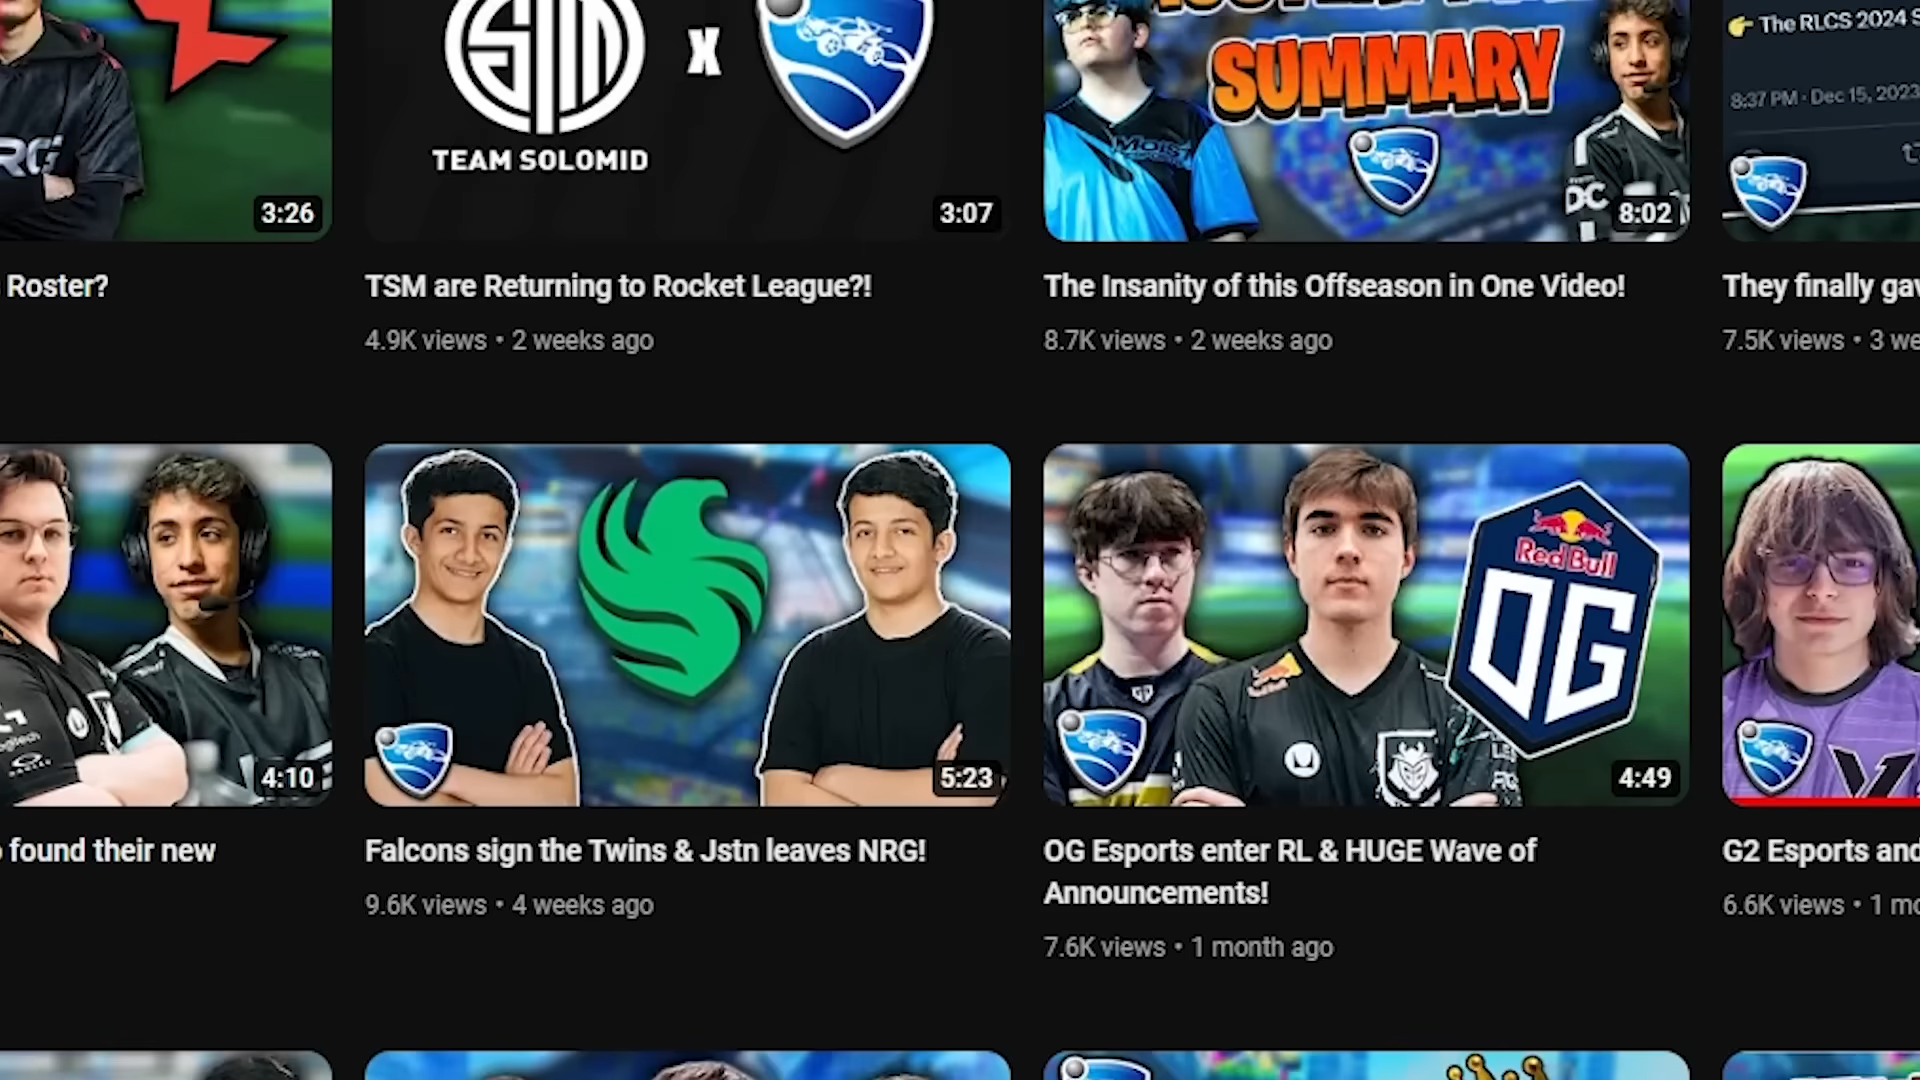 RG
3:26
TEAM SOLOMID
X
3:07
SUMMARY
MOIST
DC
8:02
The RLCS 2024 S
8:37 PM · Dec 15, 2023
Roster?
TSM are Returning to Rocket League?!
The Insanity of this Offseason in One Video!
They finally gav
4.9K views • 2 weeks ago
8.7K views • 2 weeks ago
7.5K views • 3 we
4:10
5:23
Red Bull
OG
4:49
found their new
Falcons sign the Twins & Jstn leaves NRG!
OG Esports enter RL & HUGE Wave of
Announcements!
G2 Esports and
9.6K views • 4 weeks ago
7.6K views • 1 month ago
6.6K views • 1 mo